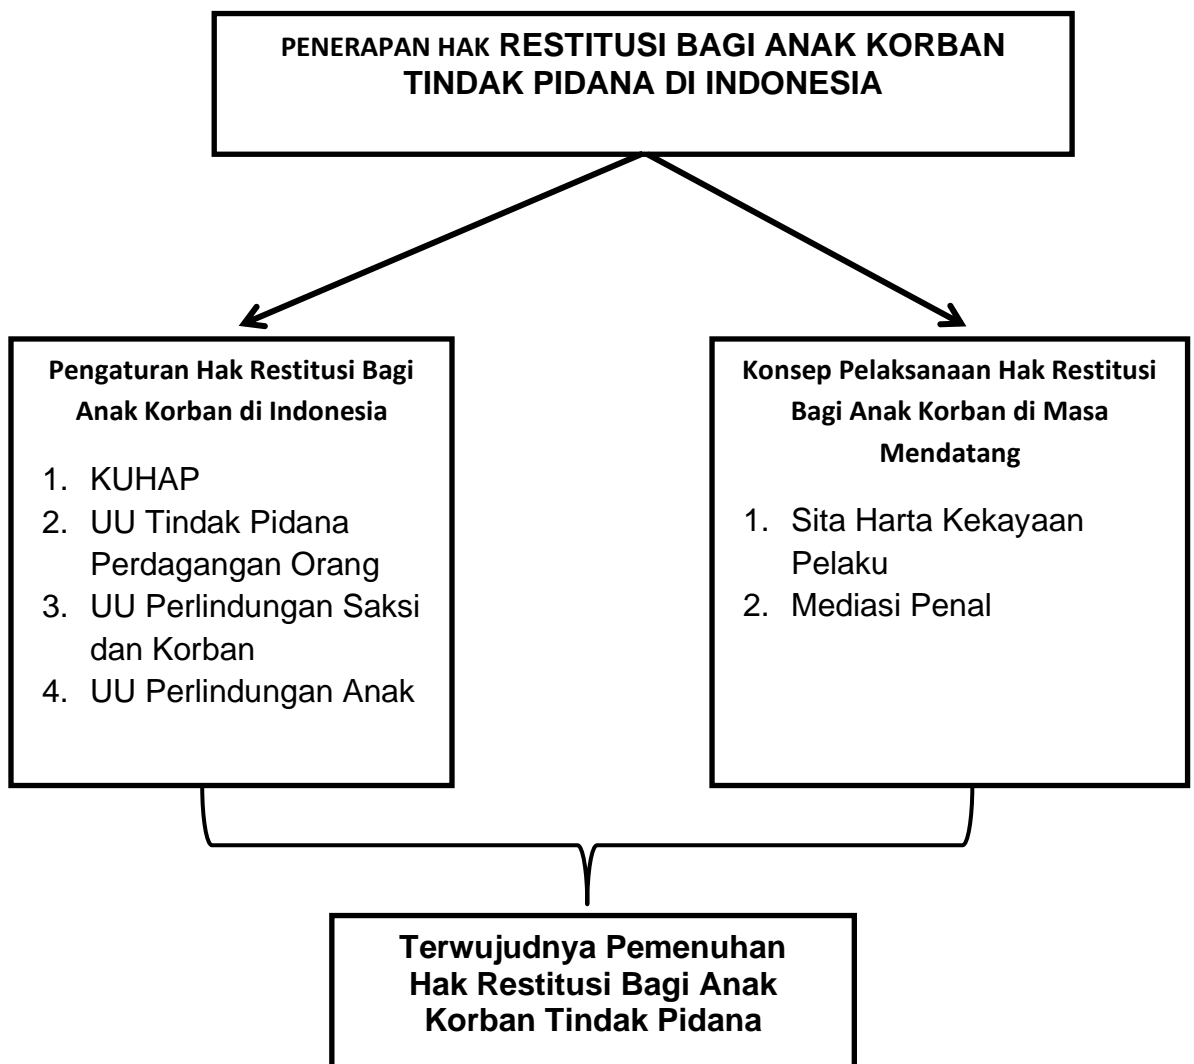 PENERAPAN HAK RESTITUSI BAGI ANAK KORBAN
TINDAK PIDANA DI INDONESIA
Pengaturan Hak Restitusi Bagi
Anak Korban di Indonesia
1. KUHAP
2. UU Tindak Pidana
Perdagangan Orang
3. UU Perlindungan Saksi
dan Korban
4. UU Perlindungan Anak
Konsep Pelaksanaan Hak Restitusi
Bagi Anak Korban di Masa
Mendatang
1. Sita Harta Kekayaan
Pelaku
2. Mediasi Penal
Terwujudnya Pemenuhan
Hak Restitusi Bagi Anak
Korban Tindak Pidana